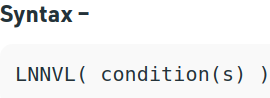 Syntax –
LNNVL( condition(s) )